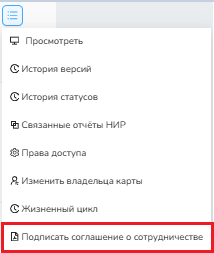 Просмотреть
История версий
История статусов
Связанные отчёты НИР
Права доступа
Изменить владельца карты
Жизненный цикл
Подписать соглашение о сотрудничестве